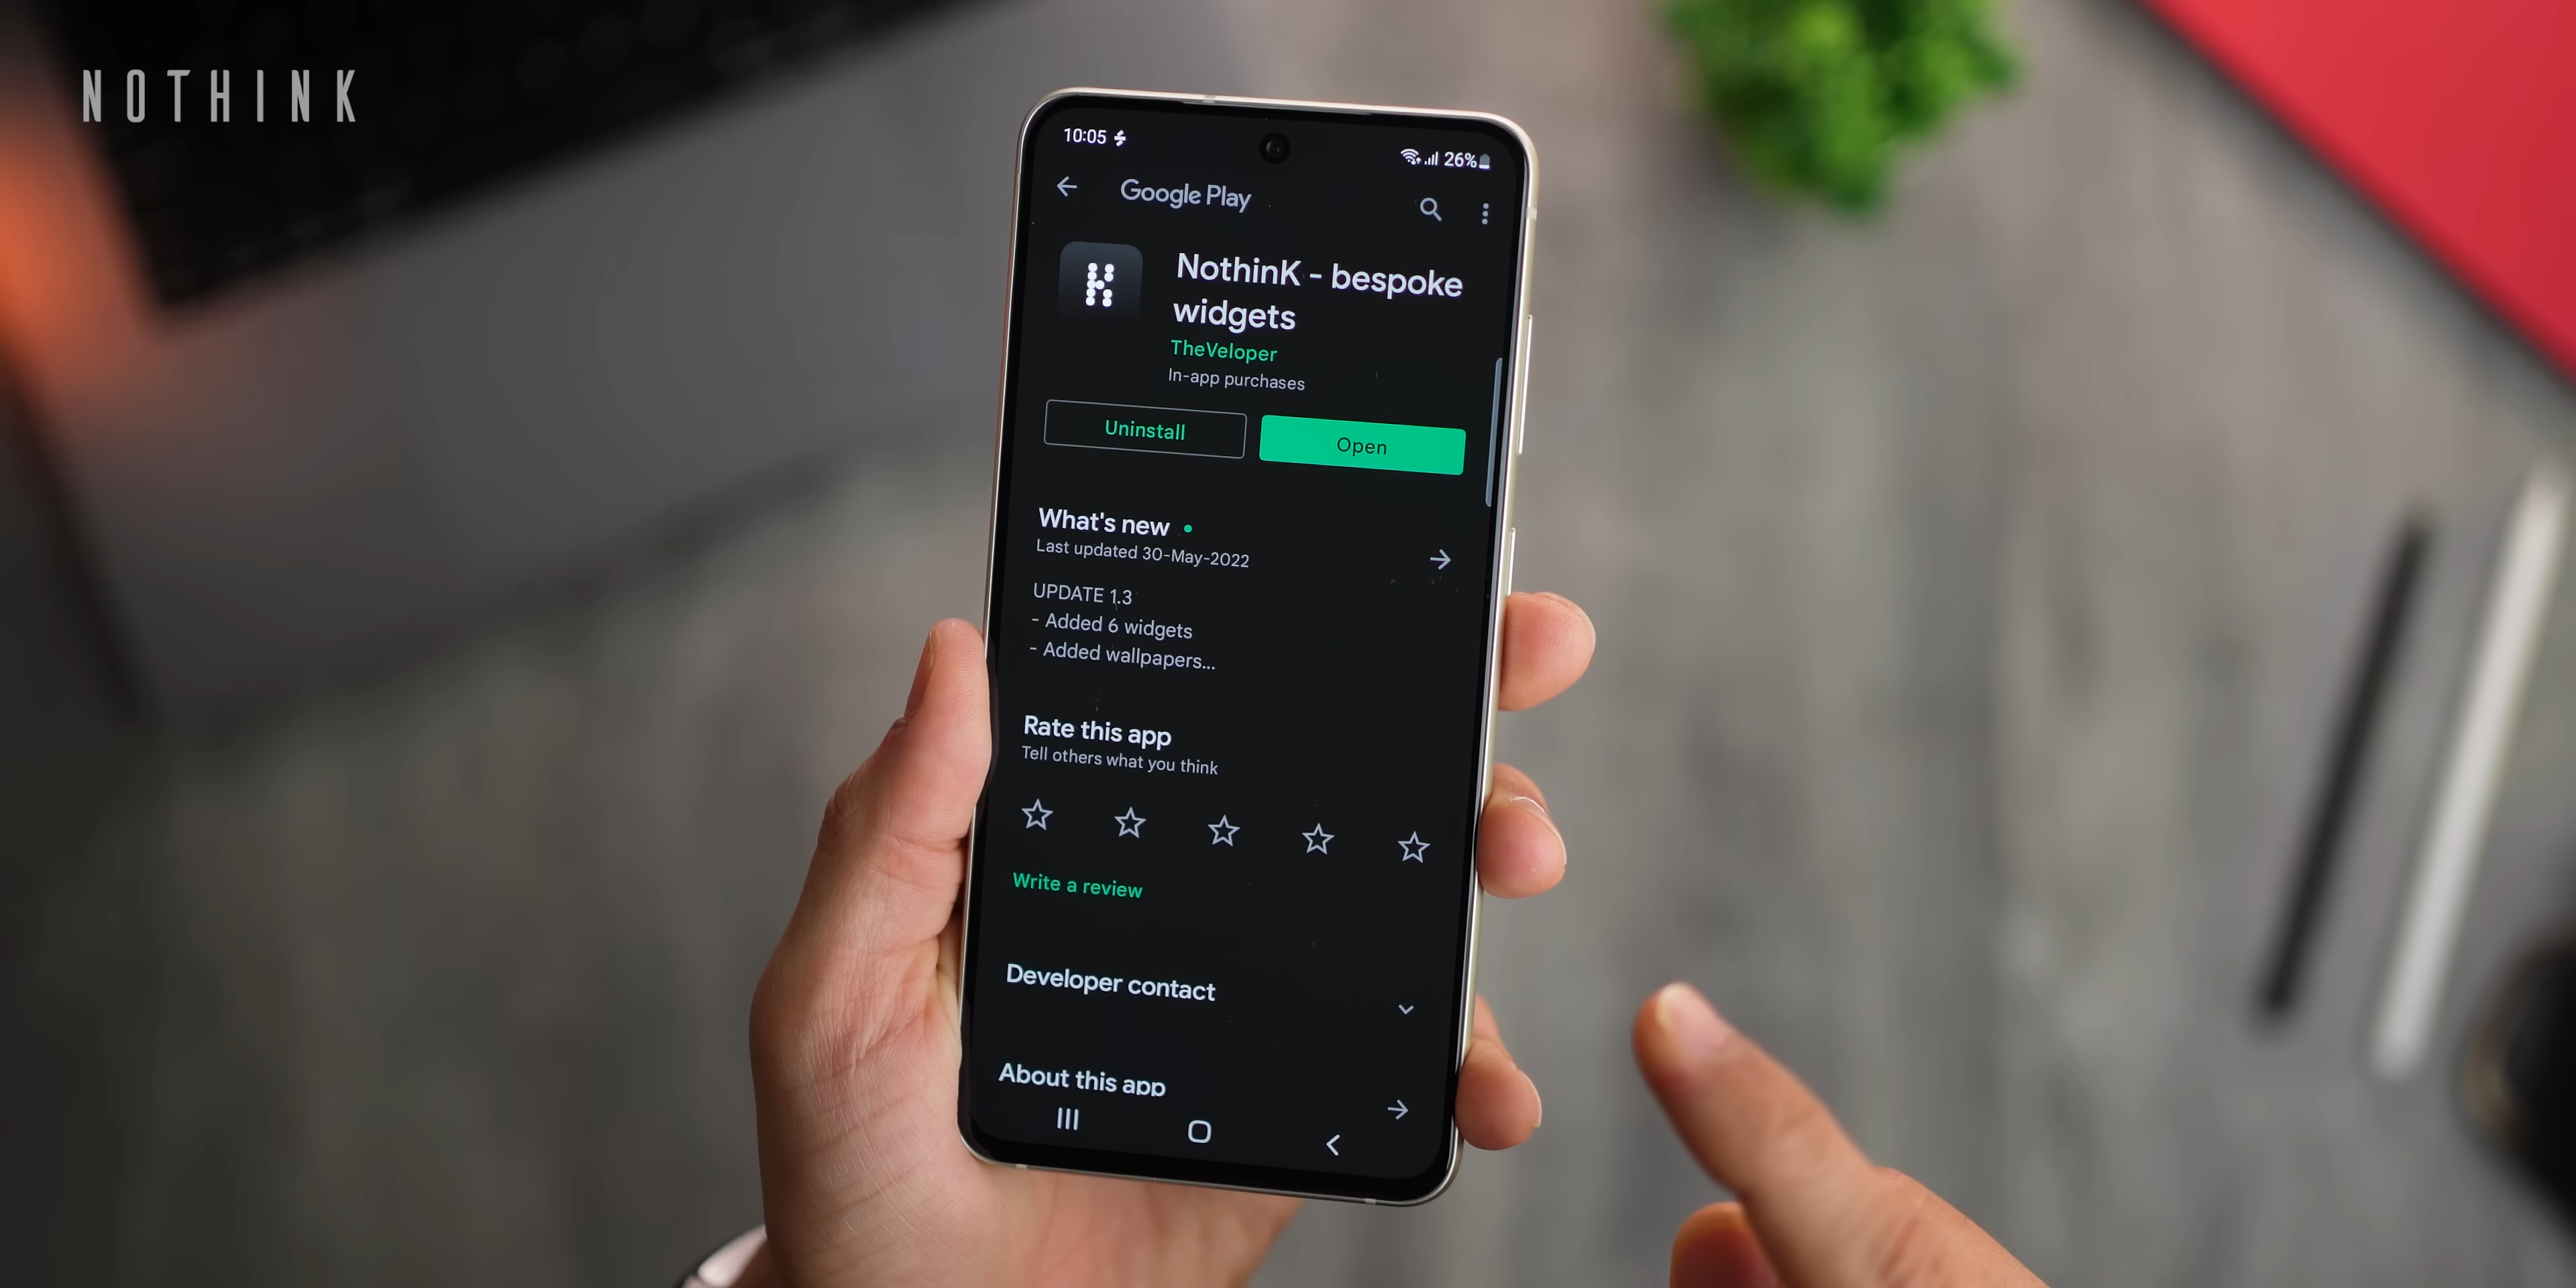 NOTHINK
10:05
26%
Google Play
NothinK - bespoke
widgets
TheVeloper
In-app purchases
Uninstall
Open
What's new
Last updated 30-May-2022
UPDATE 1.3
- Added 6 widgets
- Added wallpapers...
Rate this app
Tell others what you think
Write a review
Developer contact
About this app